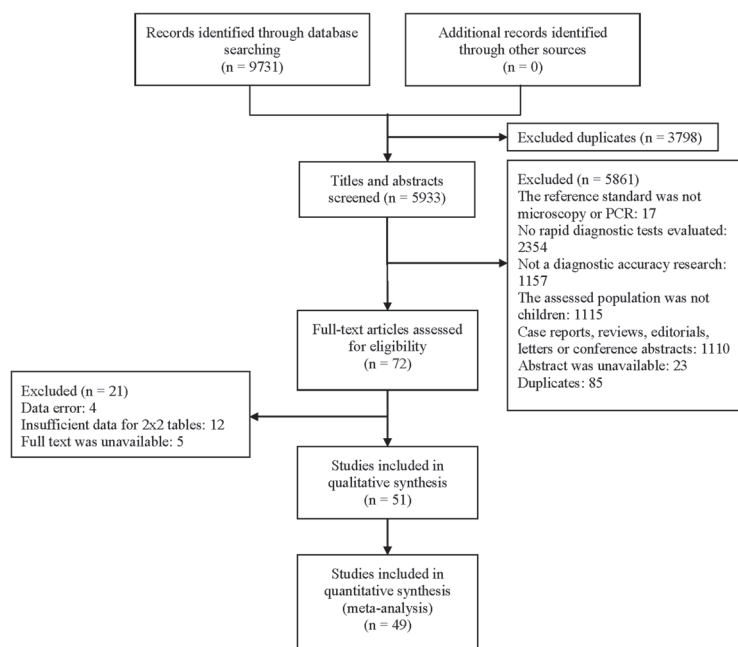 Records identified through database
searching
(n = 9731)
Additional records identified
through other sources
(n = 0)
Excluded duplicates (n = 3798)
Titles and abstracts
screened (n = 5933)
Excluded (n = 5861)
The reference standard was not
microscopy or PCR: 17
No rapid diagnostic tests evaluated:
2354
Not a diagnostic accuracy research:
1157
The assessed population was not
children: 1115
Case reports, reviews, editorials,
letters or conference abstracts: 1110
Abstract was unavailable: 23
Duplicates: 85
Full-text articles assessed
for eligibility
(n = 72)
Excluded (n = 21)
Data error: 4
Insufficient data for 2x2 tables: 12
Full text was unavailable: 5
Studies included in
qualitative synthesis
(n = 51)
Studies included in
quantitative synthesis
(meta-analysis)
(n = 49)